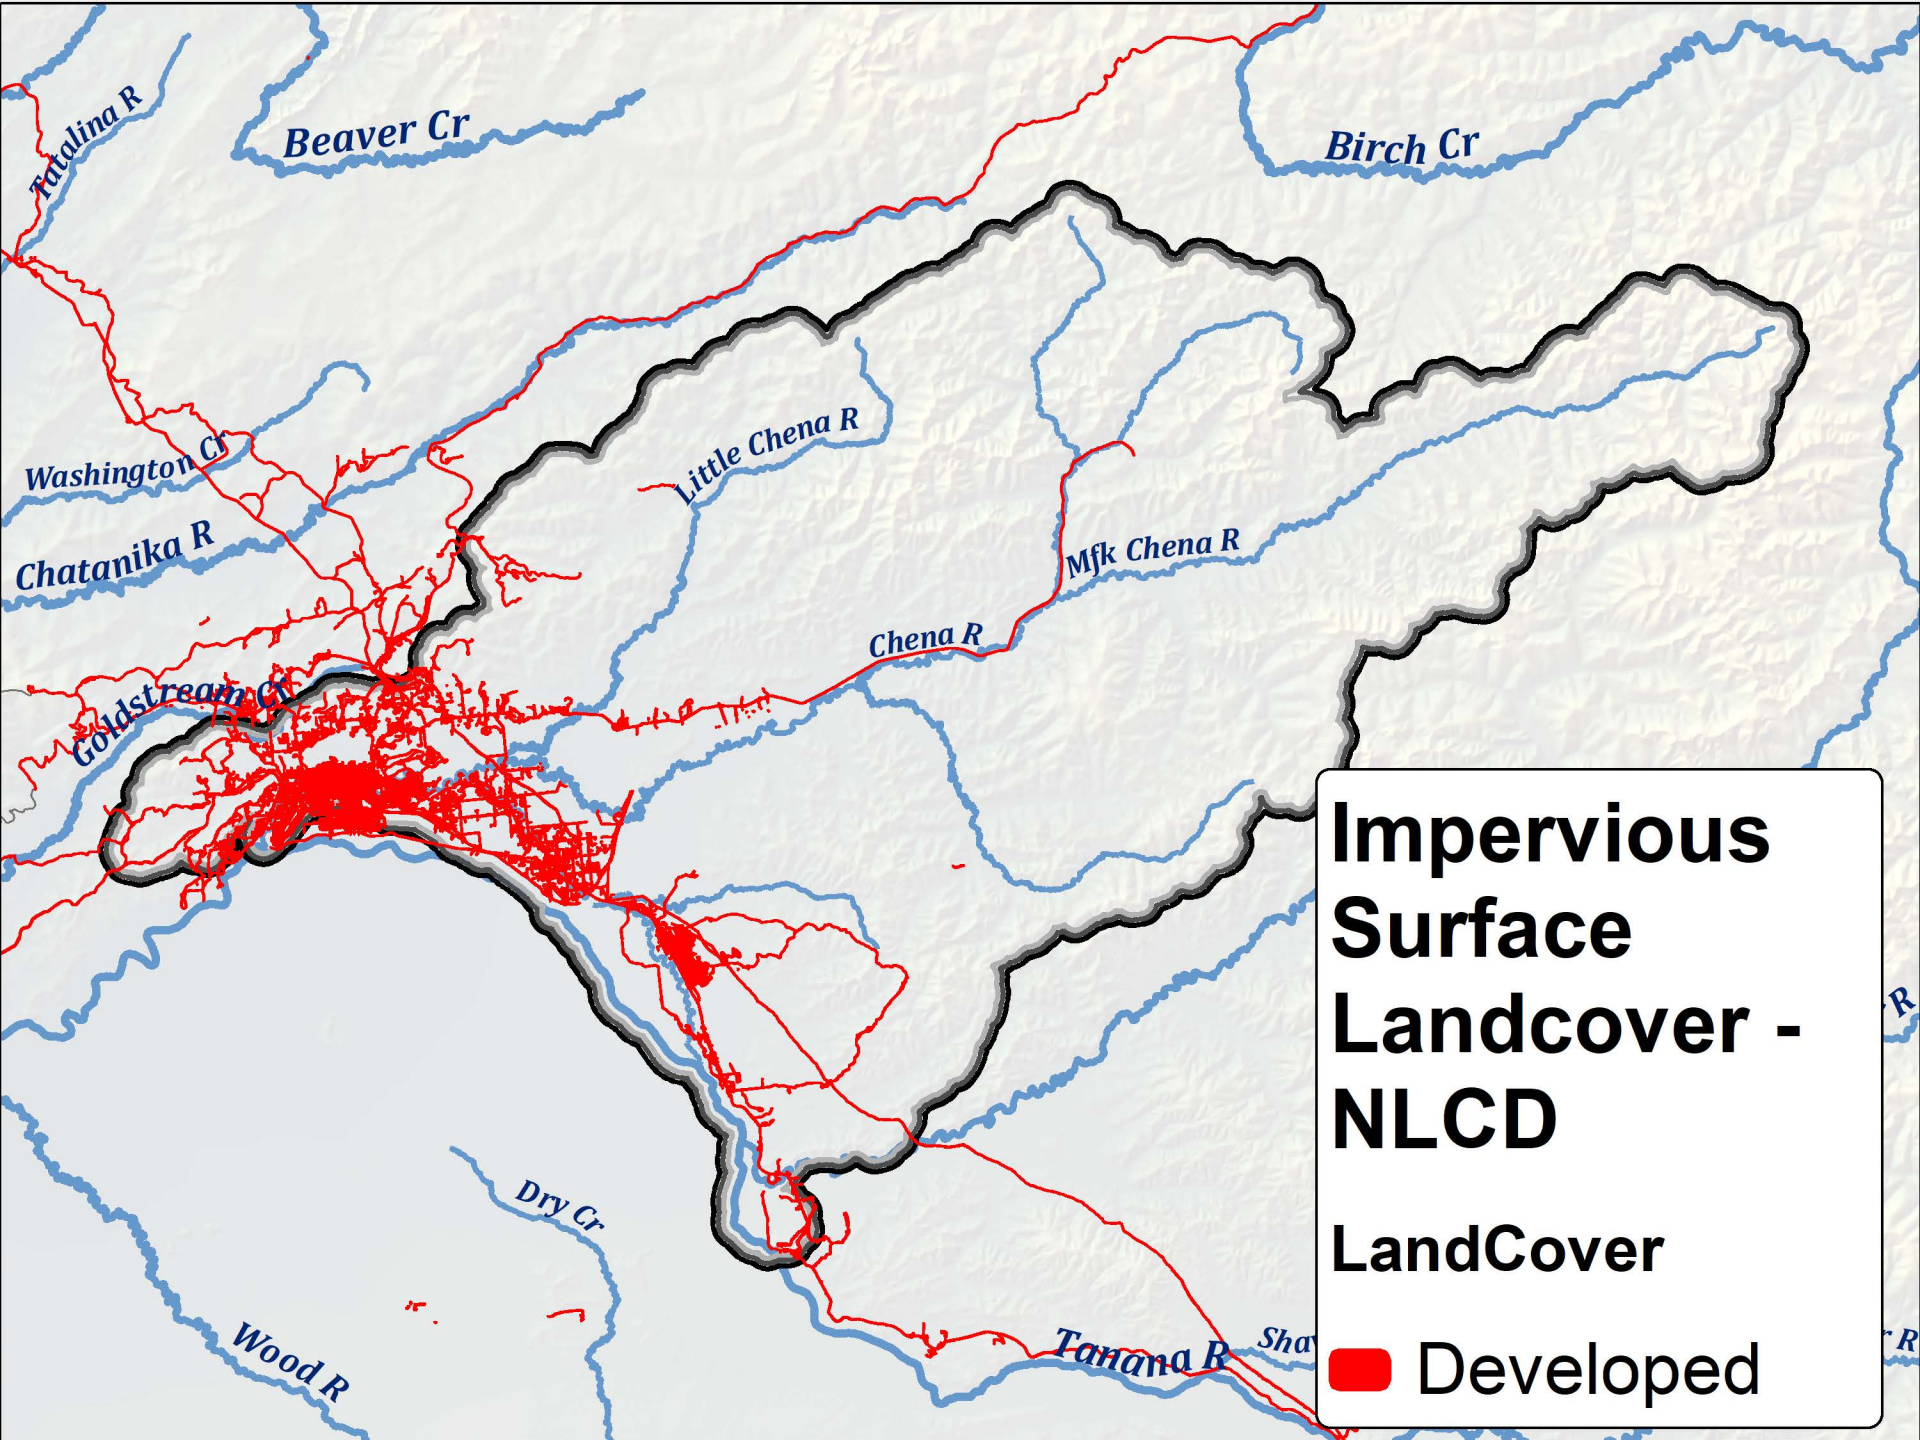 Tatalina R
Beaver Cr
Birch Cr
Washington Cr
Little Chena R
Chatanika R
Mfk Chena R
Chena R
Goldstream Cr
Impervious
Surface
Landcover -
NLCD
R
Dry Cr
LandCover
Wood R
Tanana R
Sha
r R
Developed